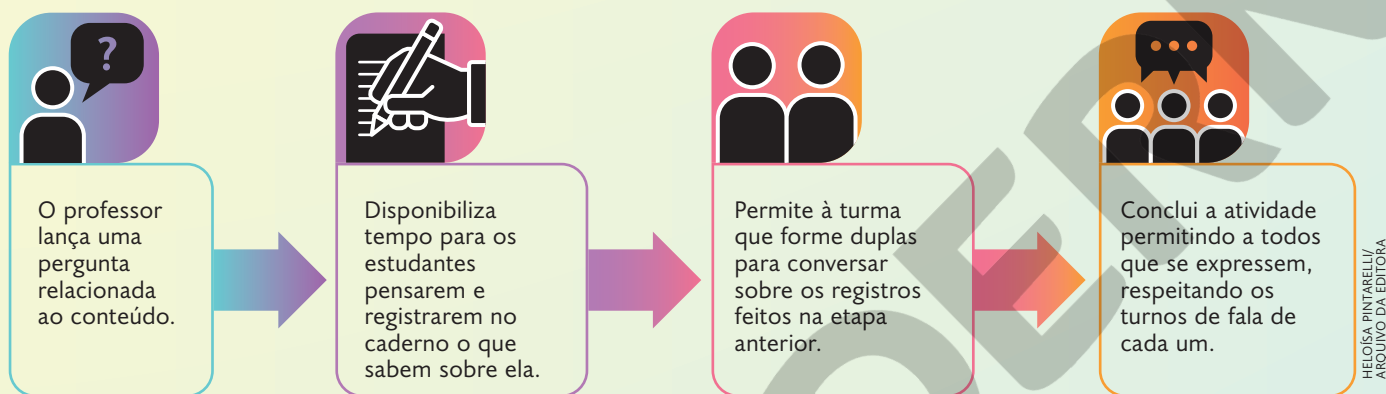 ?
O professor
lança uma
pergunta
relacionada
ao conteúdo.
Disponibiliza
tempo para os
estudantes
pensarem e
registrarem no
caderno o que
sabem sobre ela.
Permite à turma
que forme duplas
para conversar
sobre os registros
feitos na etapa
anterior.
Conclui a atividade
permitindo a todos
que se expressem,
respeitando os
turnos de fala de
cada um.
HELOÍSA PINTARELLI/
ARQUIVO DA EDITORA